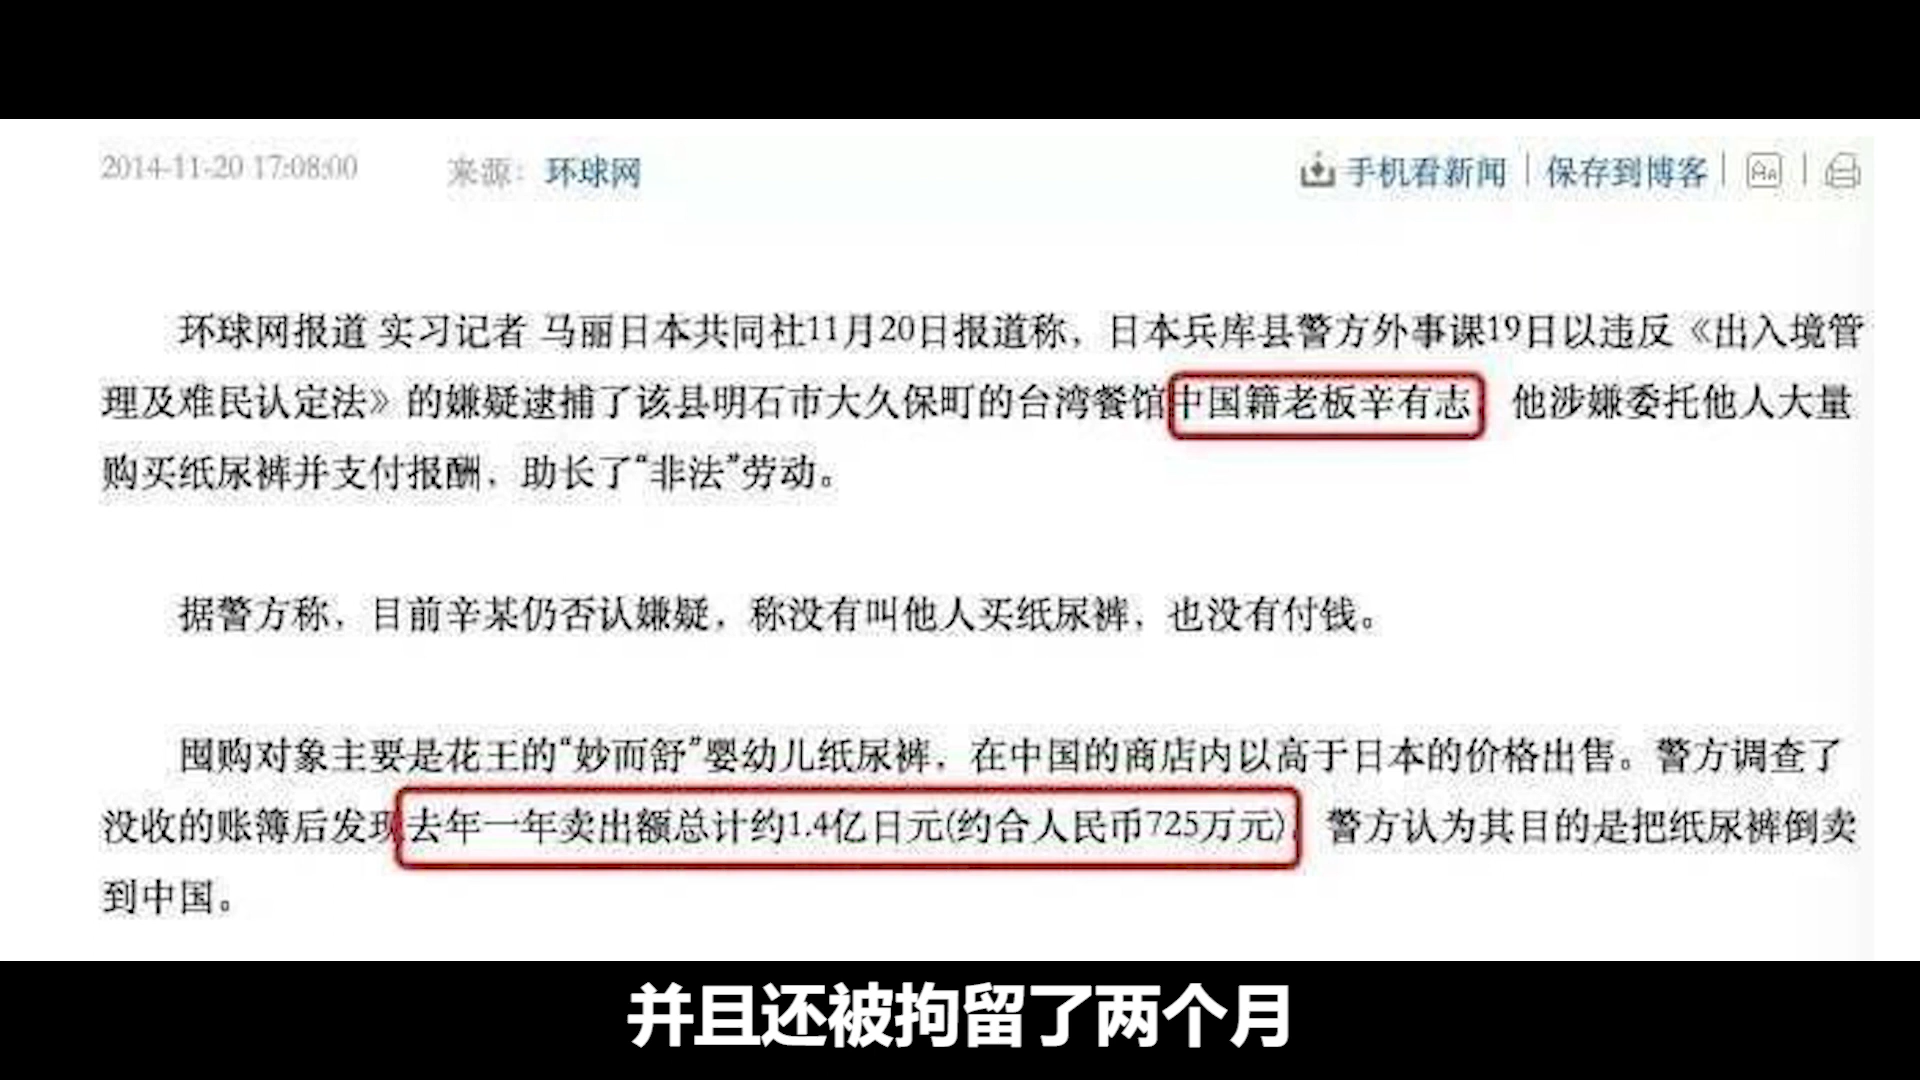 2014-11-20 17:08:00 来源： 环球网 手机看新闻 | 保存到博客 |
环球网报道 实习记者 马丽日本共同社11月20日报道称，日本兵库县警方外事课19日以违反《出入境管
理及难民认定法》的嫌疑逮捕了该县明石市大久保町的台湾餐馆中国籍老板辛有志，他涉嫌委托他人大量
购买纸尿裤并支付报酬，助长了“非法”劳动。
据警方称，目前辛某仍否认嫌疑，称没有叫他人买纸尿裤，也没有付钱。
囤购对象主要是花王的“妙而舒”婴幼儿纸尿裤，在中国的商店内以高于日本的价格出售。警方调查了
没收的账簿后发现去年一年卖出额总计约1.4亿日元(约合人民币725万元)，警方认为其目的是把纸尿裤倒卖
到中国。
并且还被拘留了两个月